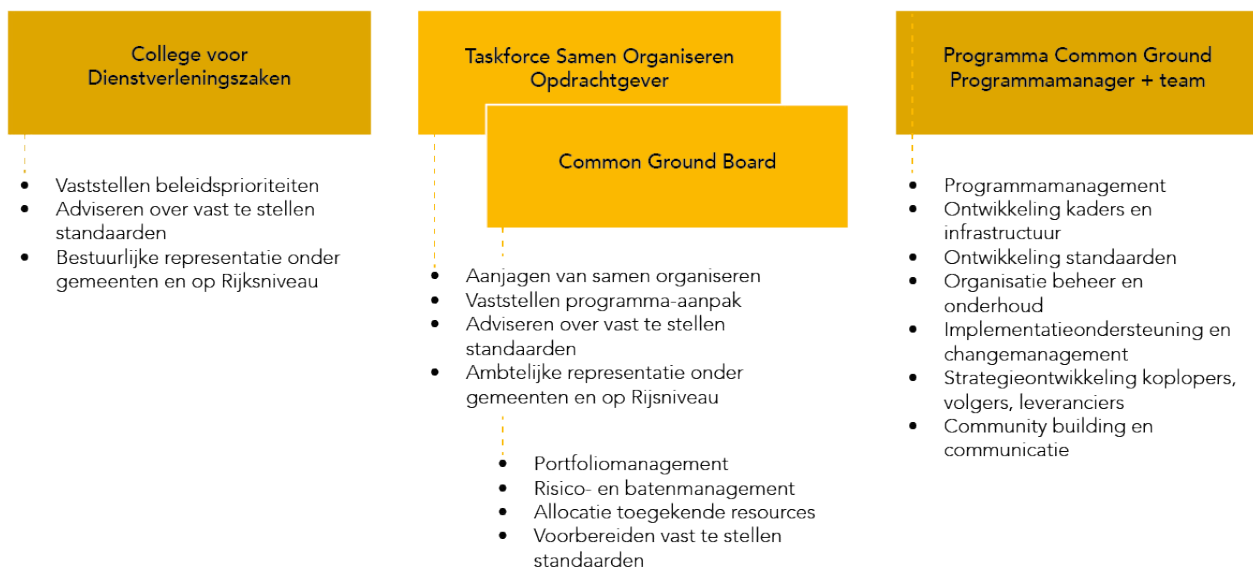 College voor
Dienstverleningszaken
Taskforce Samen Organiseren
Opdrachtgever
Common Ground Board
Programma Common Ground
Programmamanager + team
• Vaststellen beleidsprioriteiten
• Adviseren over vast te stellen
standaarden
• Bestuurlijke representatie onder
gemeenten en op Rijksniveau
• Aanjagen van samen organiseren
• Vaststellen programma-aanpak
• Adviseren over vast te stellen
standaarden
• Ambtelijke representatie onder
gemeenten en op Rijsniveau
• Portfoliomanagement
• Risico- en batenmanagement
• Allocatie toegekende resources
• Voorbereiden vast te stellen
standaarden
• Programmamanagement
• Ontwikkeling kaders en
infrastructuur
• Ontwikkeling standaarden
• Organisatie beheer en
onderhoud
• Implementatieondersteuning en
changemanagement
• Strategieontwikkeling koplopers,
volgers, leveranciers
• Community building en
communicatie